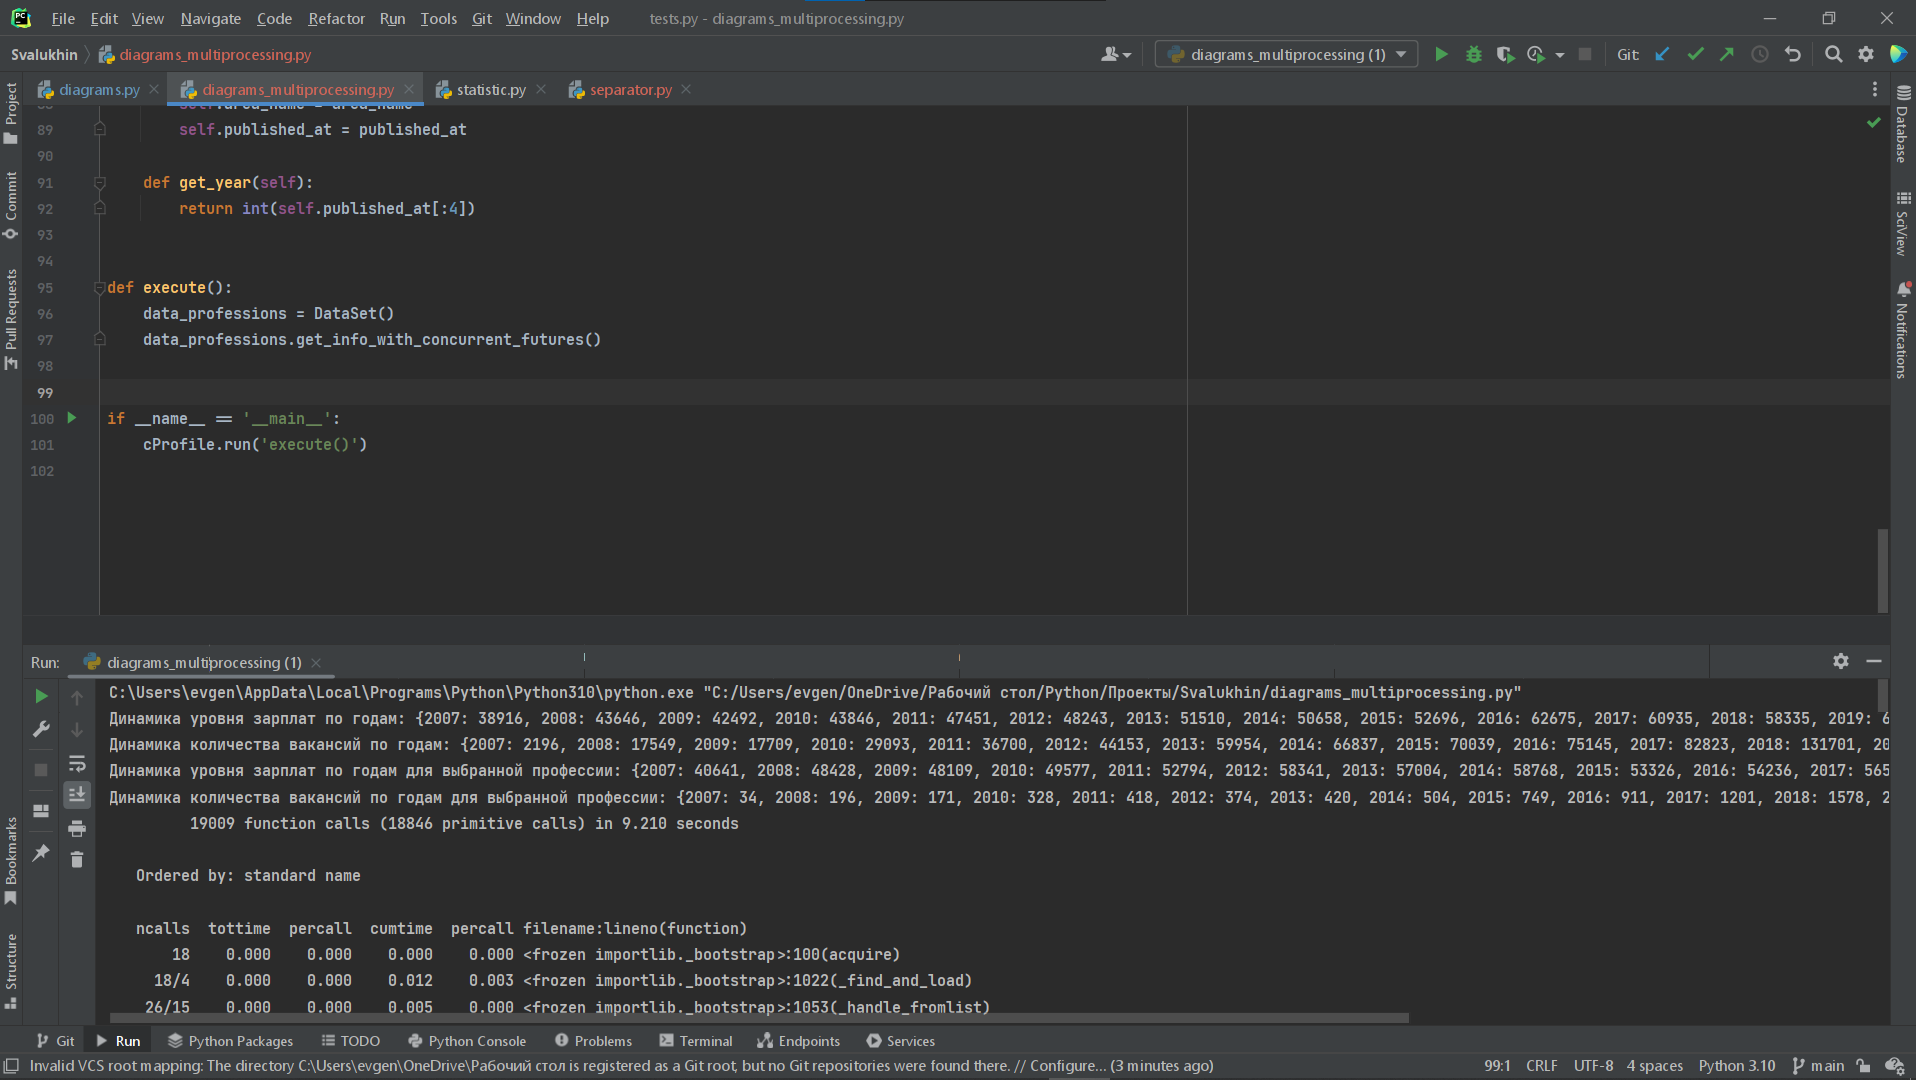 File Edit View Navigate Code Refactor Run Tools Git Window Help tests.py - diagrams_multiprocessing.py
Svalukhin diagrams_multiprocessing.py diagrams_multiprocessing (1) Git:
diagrams.py diagrams_multiprocessing.py statistic.py separator.py
Project
Commit
Pull Requests
Bookmarks
Structure
Database
SciView
Notifications
88 self.area_name = area_name
89 self.published_at = published_at
90
91 def get_year(self):
92 return int(self.published_at[:4])
93
94
95 def execute():
96 data_professions = DataSet()
97 data_professions.get_info_with_concurrent_futures()
98
99
100 if __name__ == '__main__':
101 cProfile.run('execute()')
102
Run: diagrams_multiprocessing (1)
C:\Users\evgen\AppData\Local\Programs\Python\Python310\python.exe "C:/Users/evgen/OneDrive/Рабочий стол/Python/Проекты/Svalukhin/diagrams_multiprocessing.py"
Динамика уровня зарплат по годам: {2007: 38916, 2008: 43646, 2009: 42492, 2010: 43846, 2011: 47451, 2012: 48243, 2013: 51510, 2014: 50658, 2015: 52696, 2016: 62675, 2017: 60935, 2018: 58335, 2019: 6
Динамика количества вакансий по годам: {2007: 2196, 2008: 17549, 2009: 17709, 2010: 29093, 2011: 36700, 2012: 44153, 2013: 59954, 2014: 66837, 2015: 70039, 2016: 75145, 2017: 82823, 2018: 131701, 20
Динамика уровня зарплат по годам для выбранной профессии: {2007: 40641, 2008: 48428, 2009: 48109, 2010: 49577, 2011: 52794, 2012: 58341, 2013: 57004, 2014: 58768, 2015: 53326, 2016: 54236, 2017: 565
Динамика количества вакансий по годам для выбранной профессии: {2007: 34, 2008: 196, 2009: 171, 2010: 328, 2011: 418, 2012: 374, 2013: 420, 2014: 504, 2015: 749, 2016: 911, 2017: 1201, 2018: 1578, 2
19009 function calls (18846 primitive calls) in 9.210 seconds
Ordered by: standard name
ncalls tottime percall cumtime percall filename:lineno(function)
18 0.000 0.000 0.000 0.000 <frozen importlib._bootstrap>:100(acquire)
18/4 0.000 0.000 0.012 0.003 <frozen importlib._bootstrap>:1022(_find_and_load)
26/15 0.000 0.000 0.005 0.000 <frozen importlib._bootstrap>:1053(_handle_fromlist)
Git Run Python Packages TODO Python Console Problems Terminal Endpoints Services
Invalid VCS root mapping: The directory C:\Users\evgen\OneDrive\Рабочий стол is registered as a Git root, but no Git repositories were found there. // Configure... (3 minutes ago) 99:1 CRLF UTF-8 4 spaces Python 3.10 main